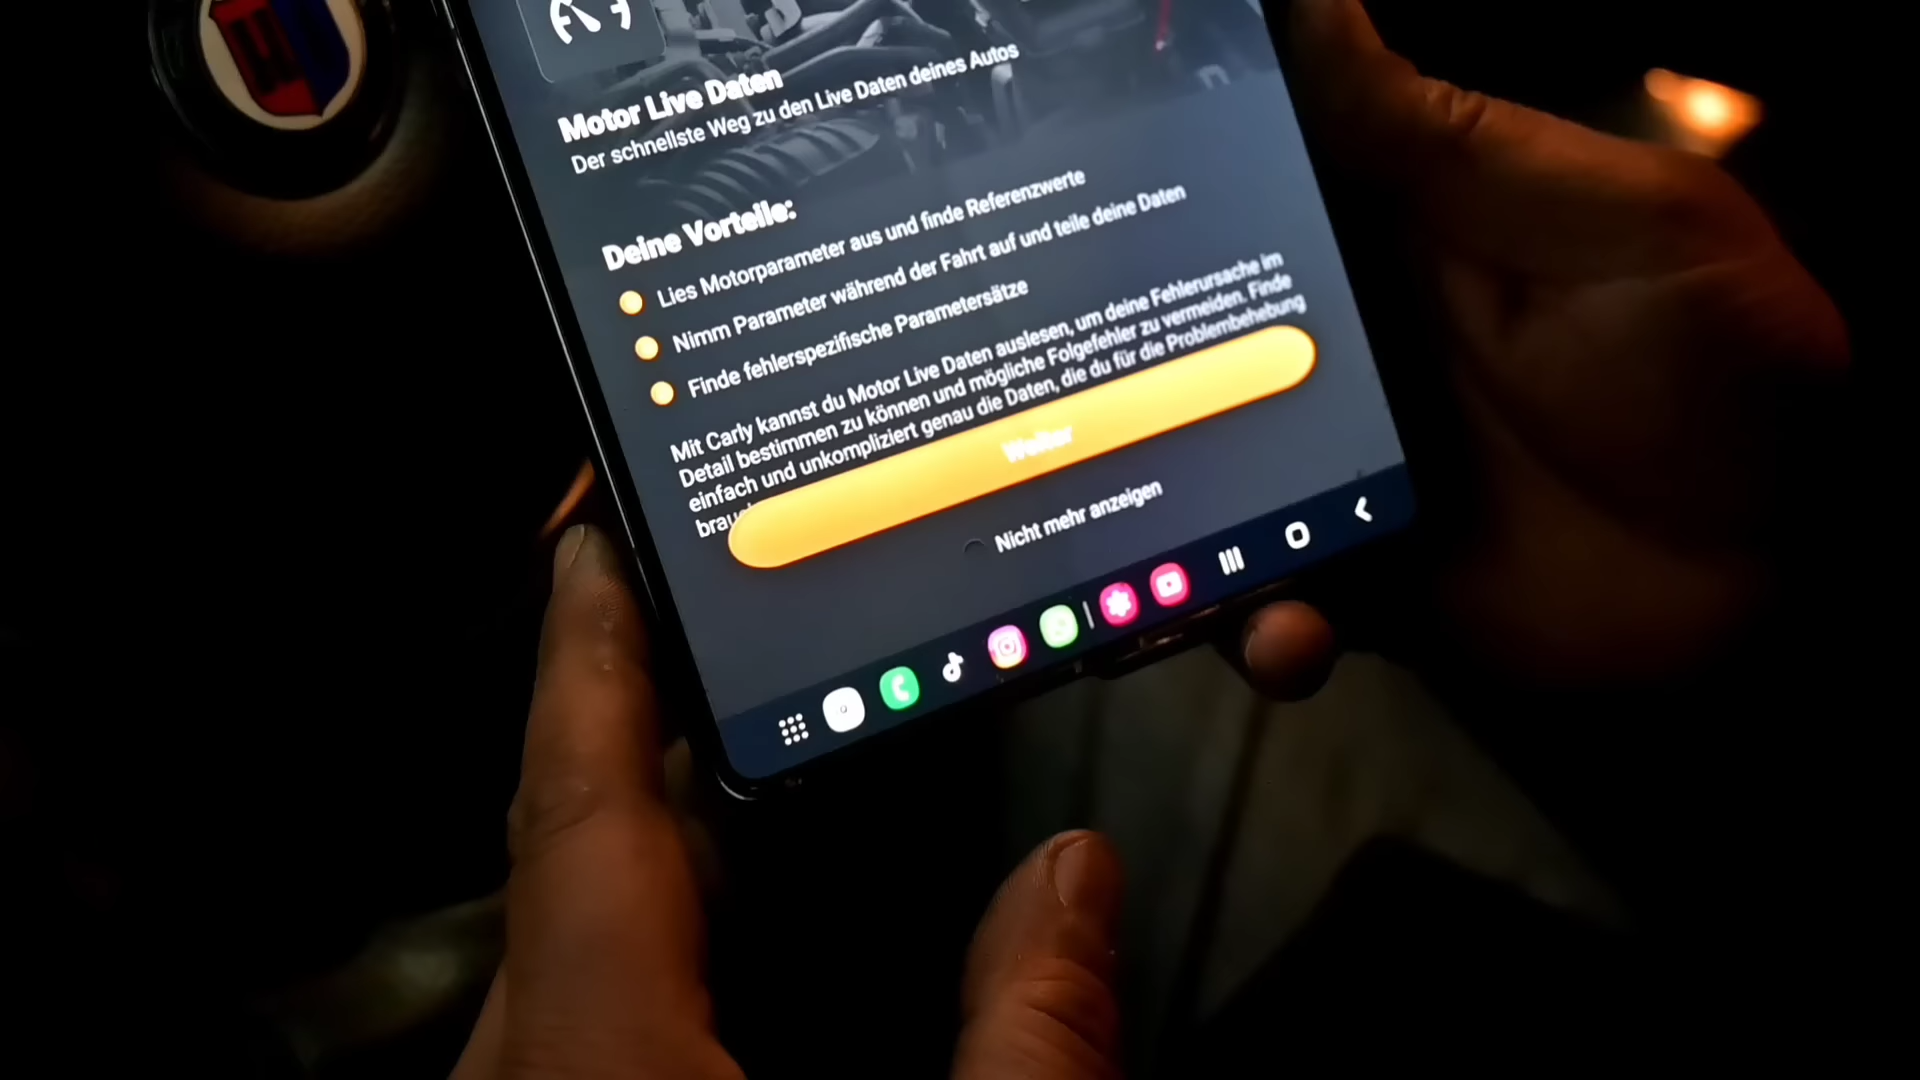 Motor Live Daten
Der schnellste Weg zu den Live Daten deines Autos
Deine Vorteile:
Lies Motorparameter aus und finde Referenzwerte
Nimm Parameter während der Fahrt auf und teile deine Daten
Finde fehlerspezifische Parametersätze
Mit Carly kannst du Motor Live Daten auslesen, um deine Fehlerursache im
Detail bestimmen zu können und mögliche Folgefehler zu vermeiden. Finde
einfach und unkompliziert genau die Daten, die du für die Problembehebung
Weiter
Nicht mehr anzeigen